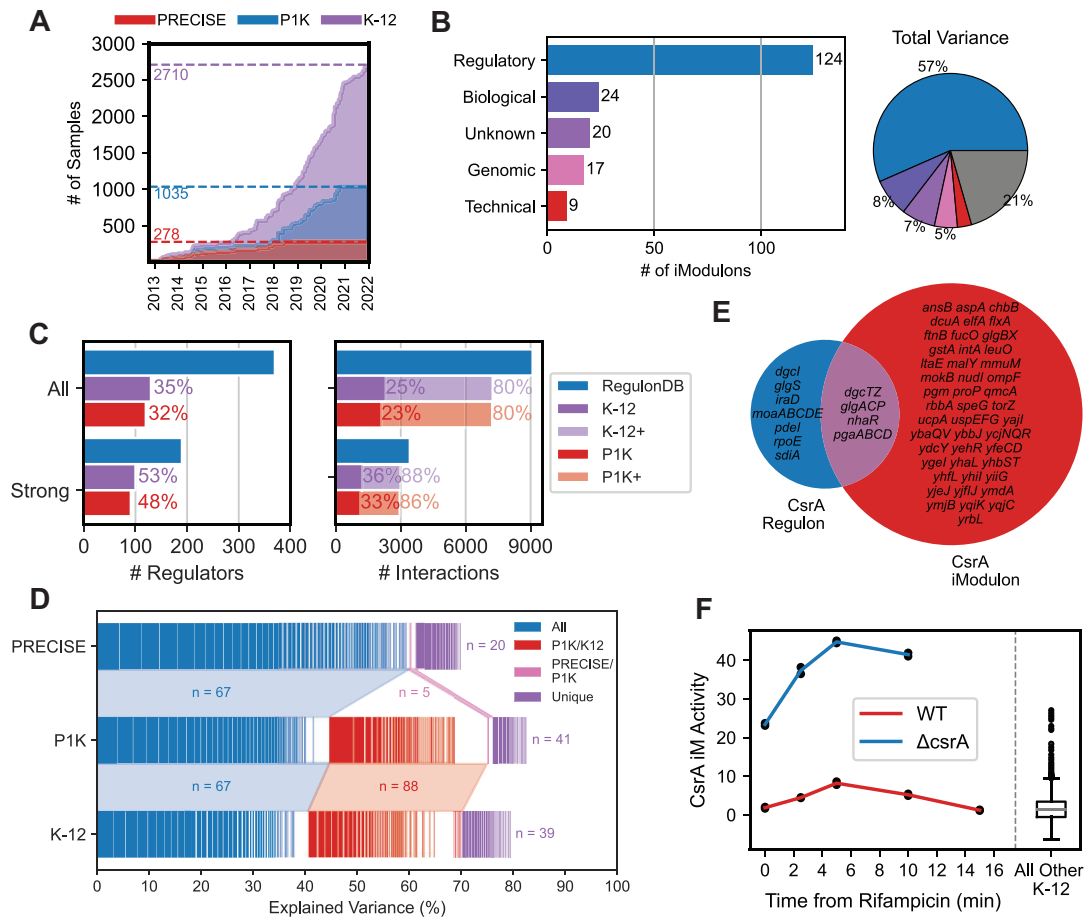 A
PRECISE P1K K-12
3000
2500
2000
1500
1000
500
2710
1035
278
# of Samples
2013 2014 2015 2016 2017 2018 2019 2020 2021 2022
B
Regulatory 124
Biological 24
Unknown 20
Genomic 17
Technical 9
0 50 100
# of iModulons
Total Variance
57%
8%
7%
5%
21%
C
All
Strong
35%
32%
53%
48%
0 200 400
# Regulators
25% 80%
23% 80%
36% 88%
33% 86%
0 3000 6000 9000
# Interactions
RegulonDB
K-12
K-12+
P1K
P1K+
E
dgcI
glgS
iraD
moaABCDE
pdeI
rpoE
sdiA
dgcTZ
glgACP
nhaR
pgaABCD
ansB aspA chbB
dcuA elfA flxA
ftnB fucO glgBX
gstA intA leuO
ltaE malY mmuM
mokB nudI ompF
pgm proP qmcA
rbbA speG torZ
ucpA uspEFG yajI
ybaQV ybbJ ycjNQR
ydcY yehR yfeCD
ygeI yhaL yhbST
yhfL yhiI yiiG
yjeJ yjfIJ ymdA
ymjB yqiK yqjC
yrbL
CsrA
Regulon
CsrA
iModulon
D
PRECISE
P1K
K-12
All
P1K/K12
PRECISE/
P1K
Unique
n = 20
n = 67
n = 5
n = 41
n = 67
n = 88
n = 39
0 10 20 30 40 50 60 70 80 90 100
Explained Variance (%)
F
40
30
20
10
0
CsrA iM Activity
WT
ΔcsrA
0 2 4 6 8 10 12 14 16
Time from Rifampicin (min)
All Other
K-12